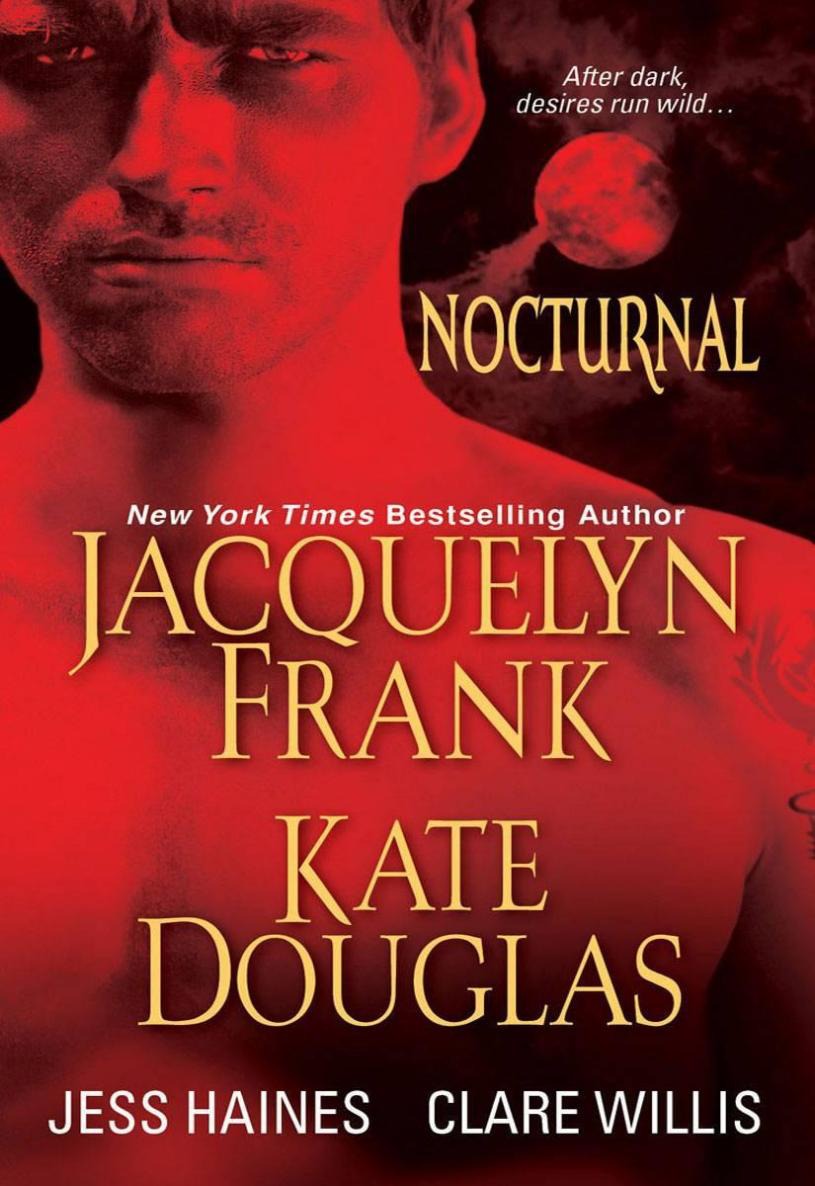 After dark,
desires run wild...
NOCTURNAL
New York Times Bestselling Author
JACQUELYN
FRANK
KATE
DOUGLAS
JESS HAINES CLARE WILLIS